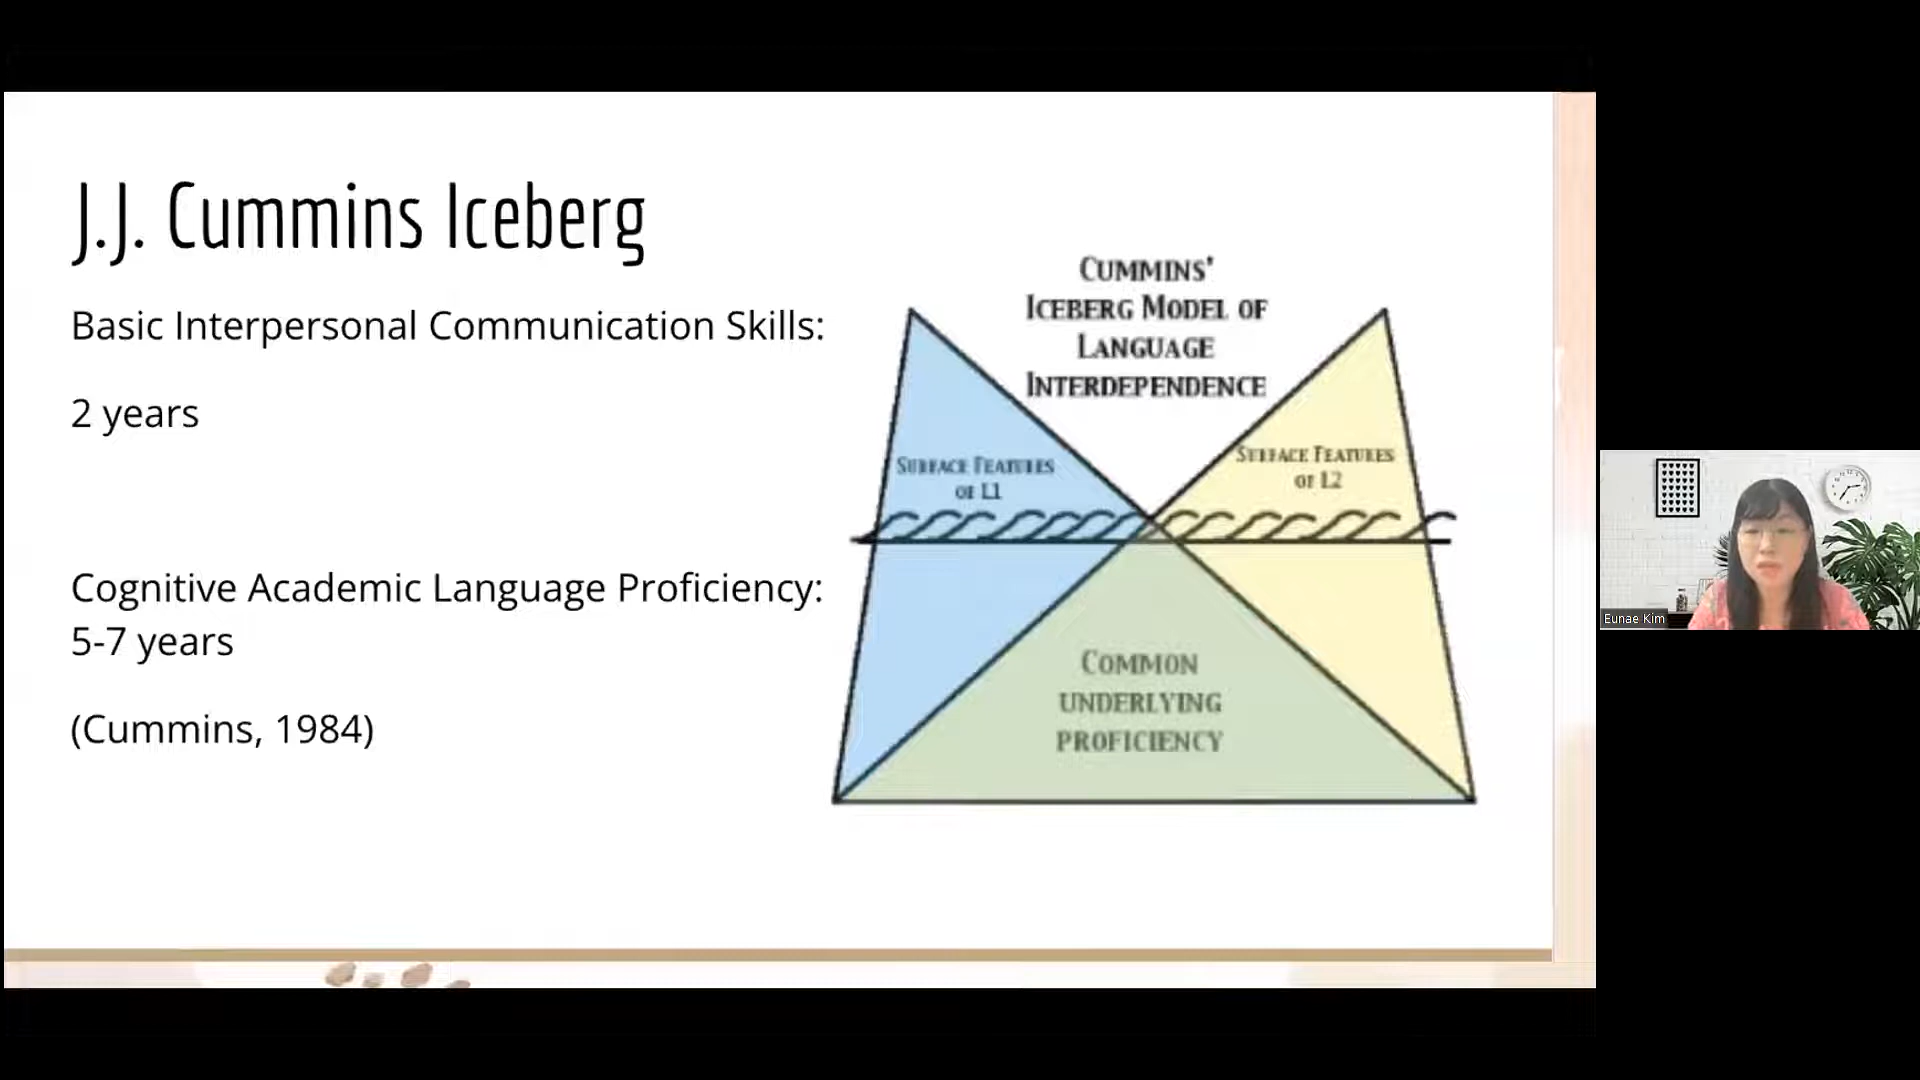 J.J. Cummins Iceberg
Basic Interpersonal Communication Skills:
2 years
Cognitive Academic Language Proficiency:
5-7 years
(Cummins, 1984)
CUMMINS'
ICEBERG MODEL OF
LANGUAGE
INTERDEPENDENCE
SURFACE FEATURES
OF L1
SURFACE FEATURES
OF L2
COMMON
UNDERLYING
PROFICIENCY
Eunae Kim